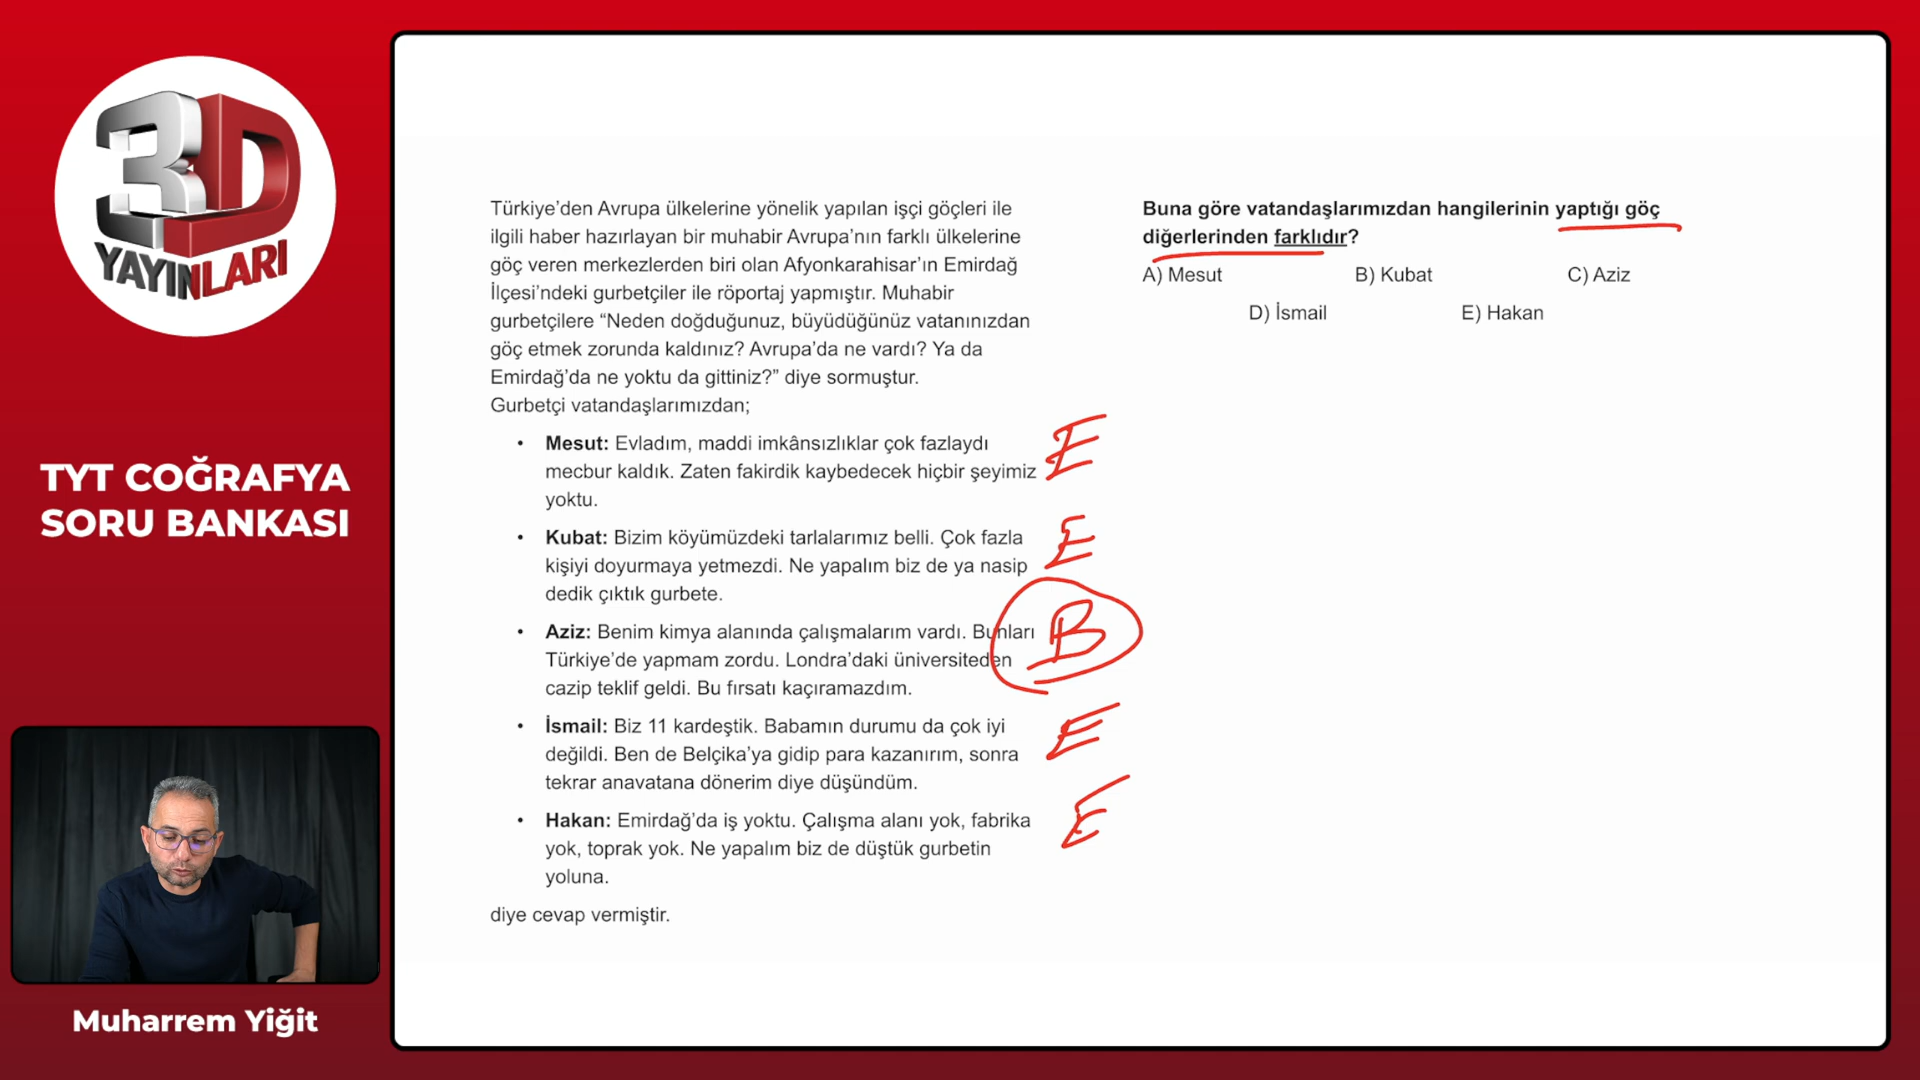 3D
YAYINLARI
TYT COĞRAFYA
SORU BANKASI
Muharrem Yiğit
Türkiye’den Avrupa ülkelerine yönelik yapılan işçi göçleri ile
ilgili haber hazırlayan bir muhabir Avrupa’nın farklı ülkelerine
göç veren merkezlerden biri olan Afyonkarahisar’ın Emirdağ
İlçesi’ndeki gurbetçiler ile röportaj yapmıştır. Muhabir
gurbetçilere “Neden doğduğunuz, büyüdüğünüz vatanınızdan
göç etmek zorunda kaldınız? Avrupa’da ne vardı? Ya da
Emirdağ’da ne yoktu da gittiniz?” diye sormuştur.
Gurbetçi vatandaşlarımızdan;
• Mesut: Evladım, maddi imkânsızlıklar çok fazlaydı
mecbur kaldık. Zaten fakirdik kaybedecek hiçbir şeyimiz
yoktu.
E
• Kubat: Bizim köyümüzdeki tarlalarımız belli. Çok fazla
kişiyi doyurmaya yetmezdi. Ne yapalım biz de ya nasip
dedik çıktık gurbete.
E
• Aziz: Benim kimya alanında çalışmalarım vardı. Bunları
Türkiye’de yapmam zordu. Londra’daki üniversiteden
cazip teklif geldi. Bu fırsatı kaçıramazdım.
B
• İsmail: Biz 11 kardeştik. Babamın durumu da çok iyi
değildi. Ben de Belçika’ya gidip para kazanırım, sonra
tekrar anavatana dönerim diye düşündüm.
E
• Hakan: Emirdağ’da iş yoktu. Çalışma alanı yok, fabrika
yok, toprak yok. Ne yapalım biz de düştük gurbetin
yoluna.
E
diye cevap vermiştir.
Buna göre vatandaşlarımızdan hangilerinin yaptığı göç
diğerlerinden farklıdır?
A) Mesut B) Kubat C) Aziz
D) İsmail E) Hakan